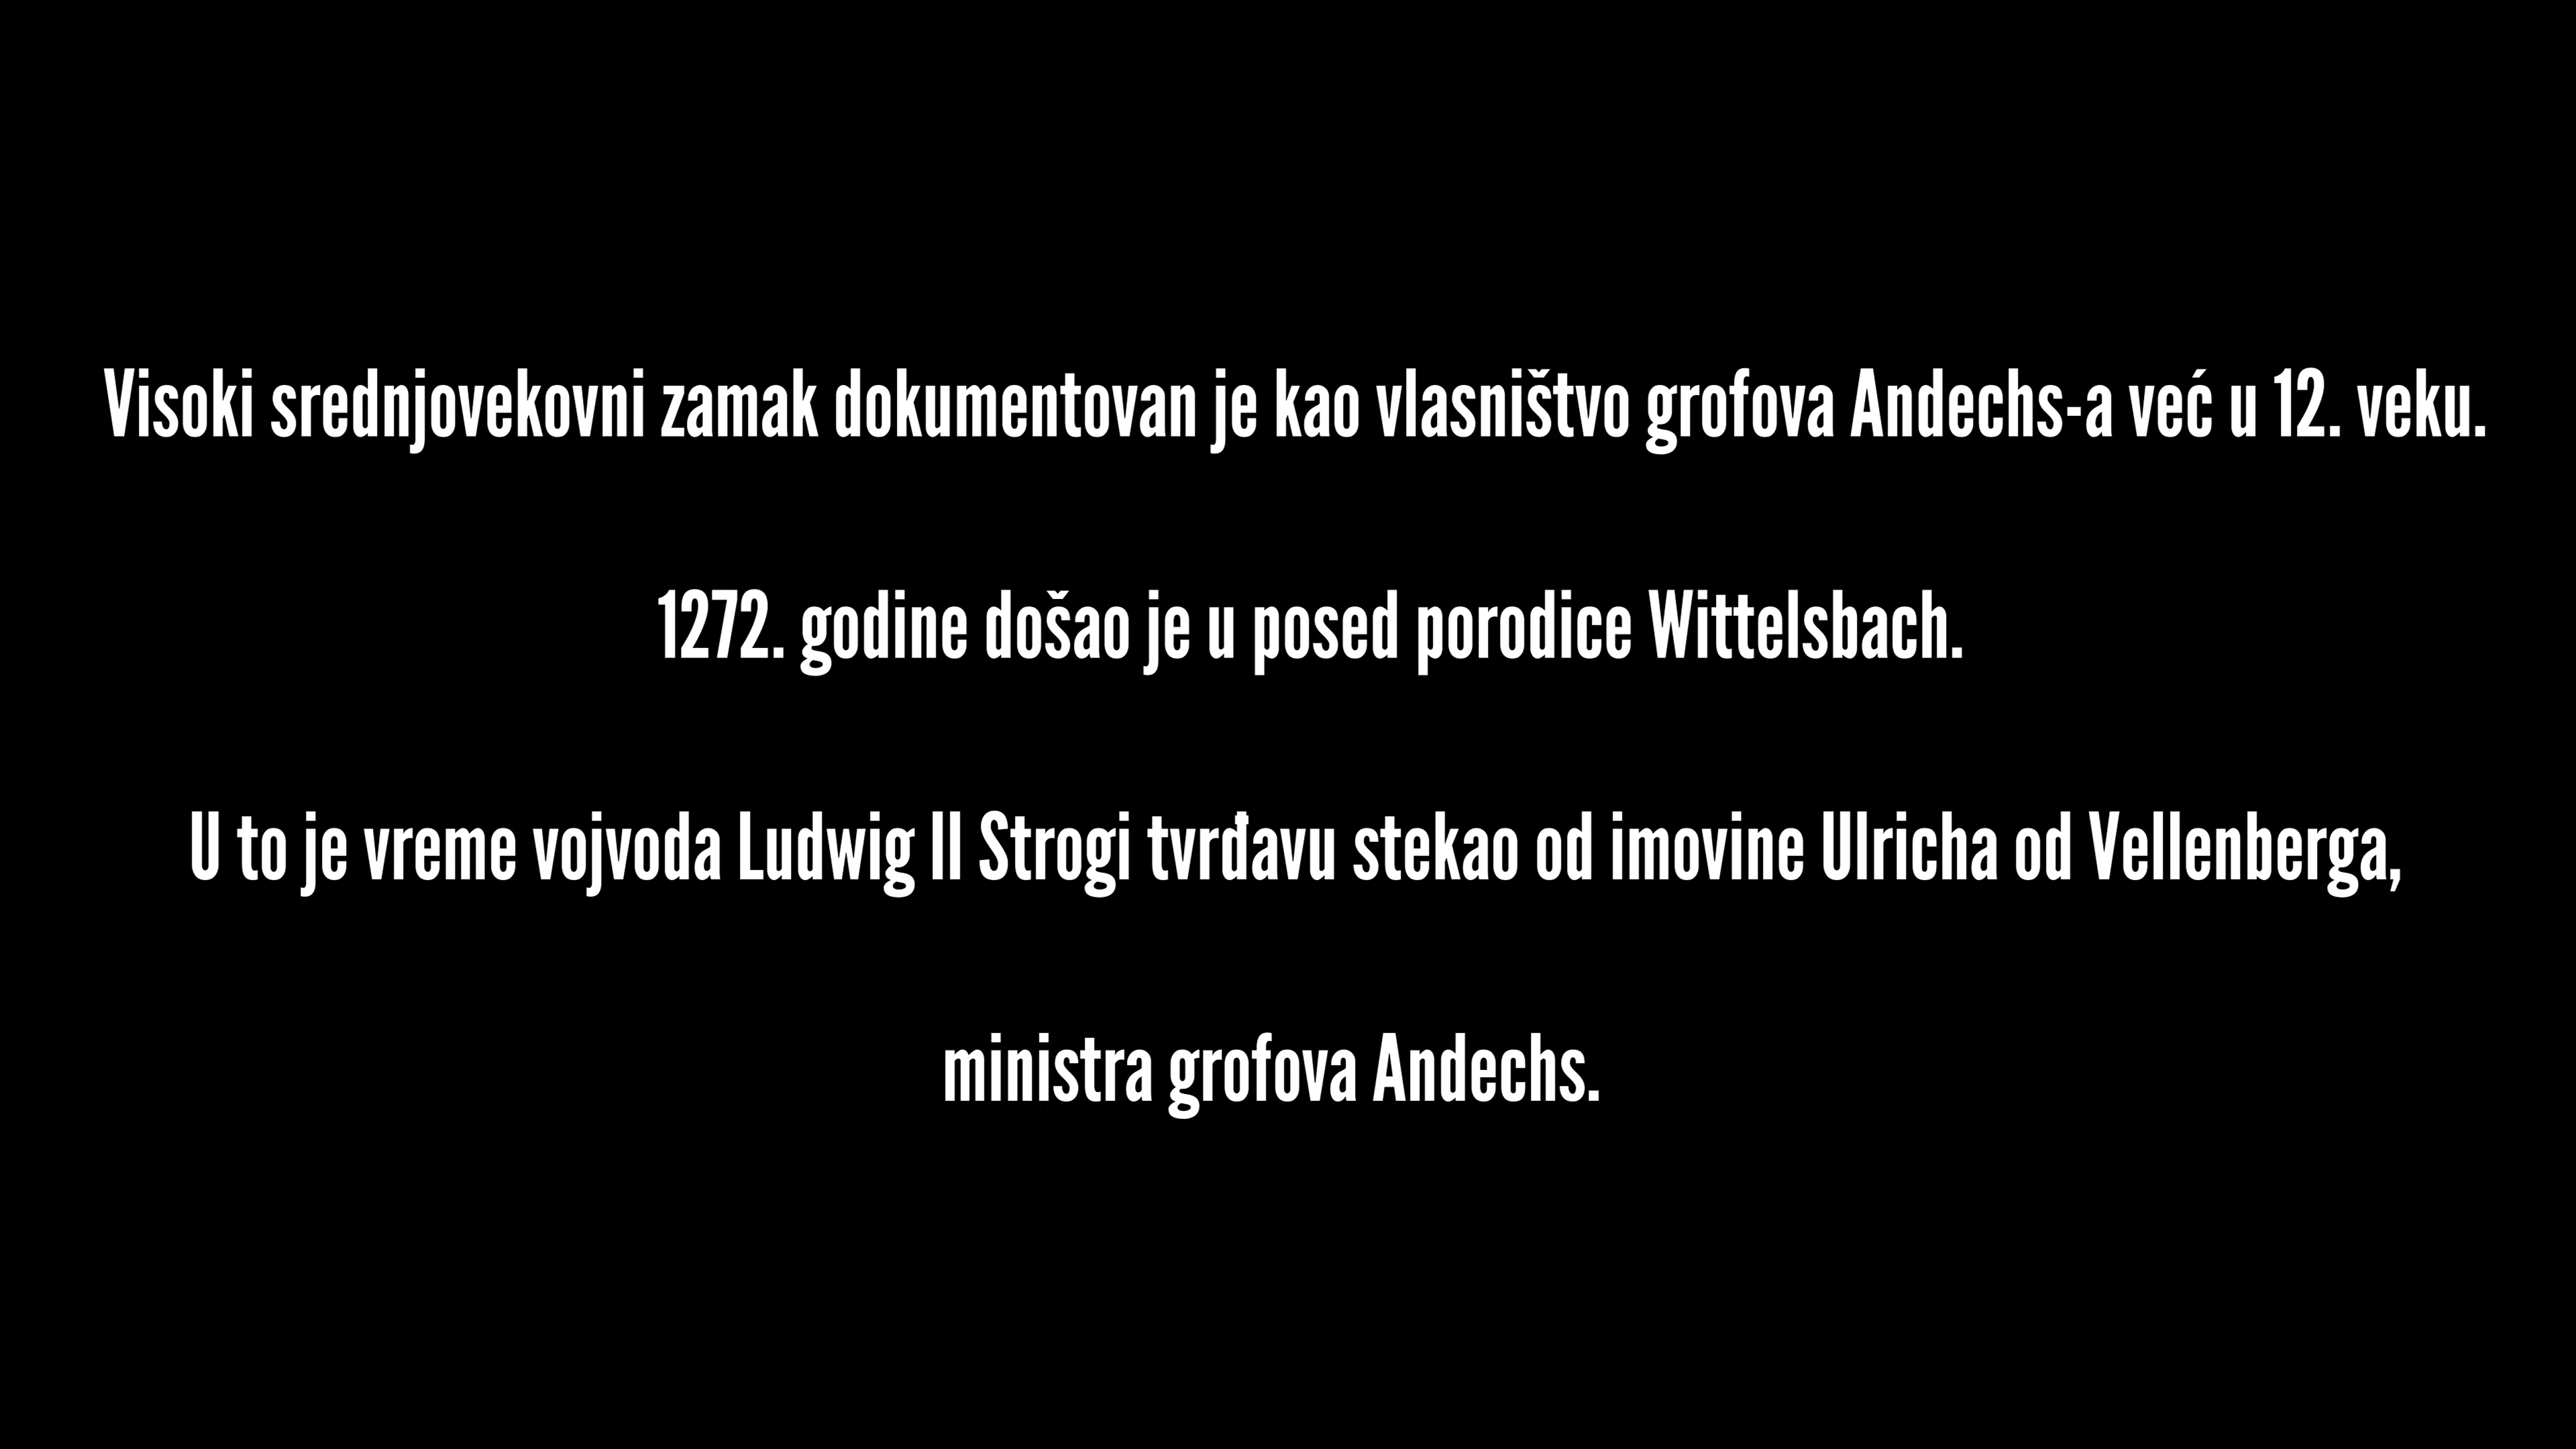 Visoki srednjovekovni zamak dokumentovan je kao vlasništvo grofova Andechs-a već u 12. veku.
1272. godine došao je u posed porodice Wittelsbach.
U to je vreme vojvoda Ludwig II Strogi tvrđavu stekao od imovine Ulricha od Vellenberga,
ministra grofova Andechs.